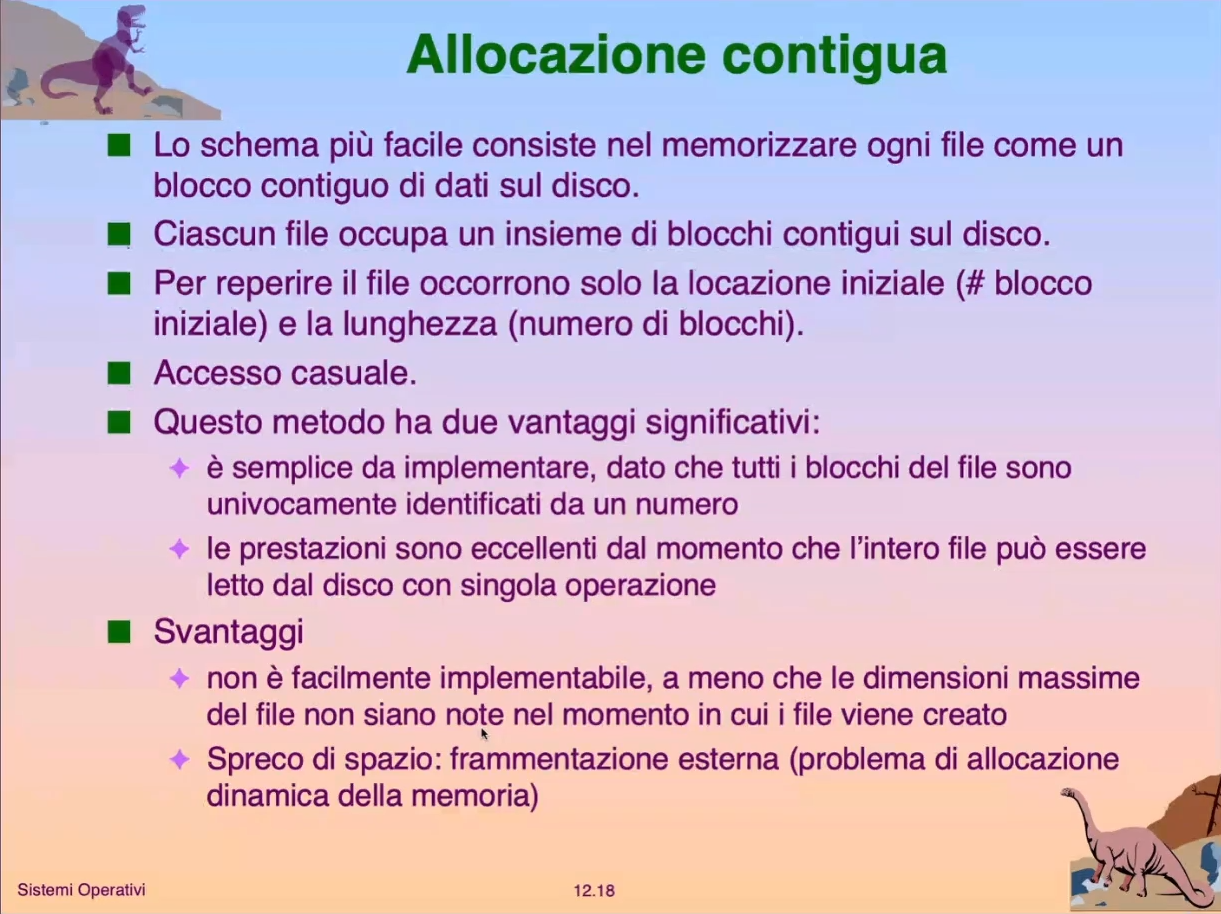 Allocazione contigua
Lo schema più facile consiste nel memorizzare ogni file come un
blocco contiguo di dati sul disco.
Ciascun file occupa un insieme di blocchi contigui sul disco.
Per reperire il file occorrono solo la locazione iniziale (# blocco
iniziale) e la lunghezza (numero di blocchi).
Accesso casuale.
Questo metodo ha due vantaggi significativi:
è semplice da implementare, dato che tutti i blocchi del file sono
univocamente identificati da un numero
le prestazioni sono eccellenti dal momento che l’intero file può essere
letto dal disco con singola operazione
Svantaggi
non è facilmente implementabile, a meno che le dimensioni massime
del file non siano note nel momento in cui i file viene creato
Spreco di spazio: frammentazione esterna (problema di allocazione
dinamica della memoria)
Sistemi Operativi
12.18